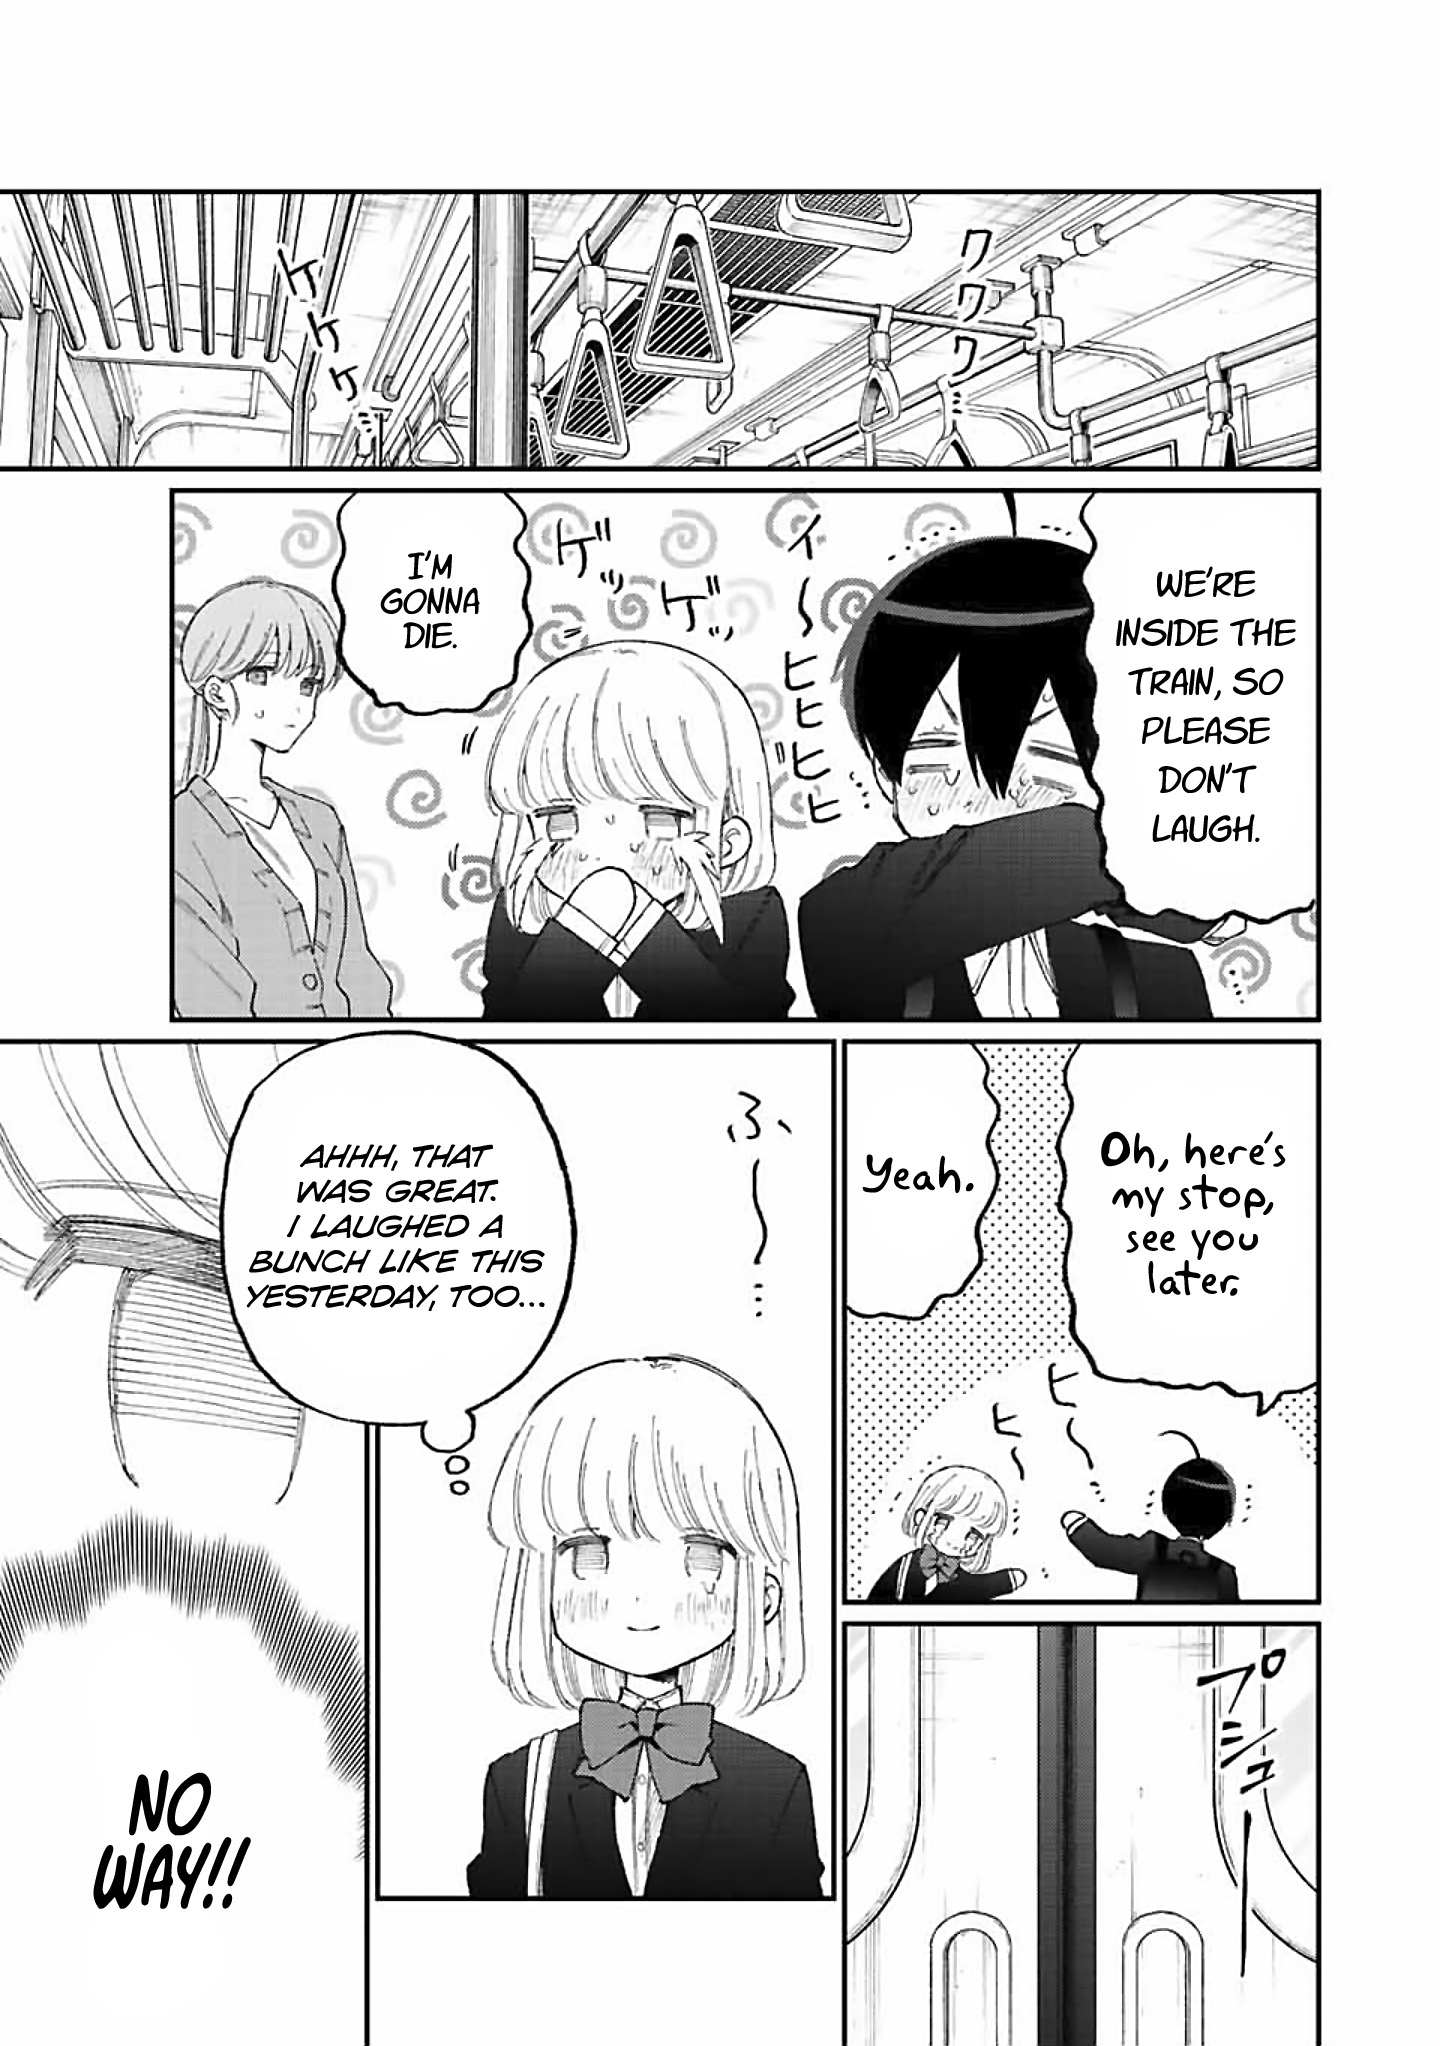 ワワワワ…
ケケケケ…
WE'RE
INSIDE THE
TRAIN, SO
PLEASE
DON'T
LAUGH.
イ〜ヒヒヒヒ…
ゲッゲッ
I'M
GONNA
DIE.
Oh, here's
my stop,
see you
later.
Yeah.
ヒ〜…
ヒ〜
プシュー
ふ、〜…
AHHH, THAT
WAS GREAT.
I LAUGHED A
BUNCH LIKE THIS
YESTERDAY, TOO...
NO
WAY!!